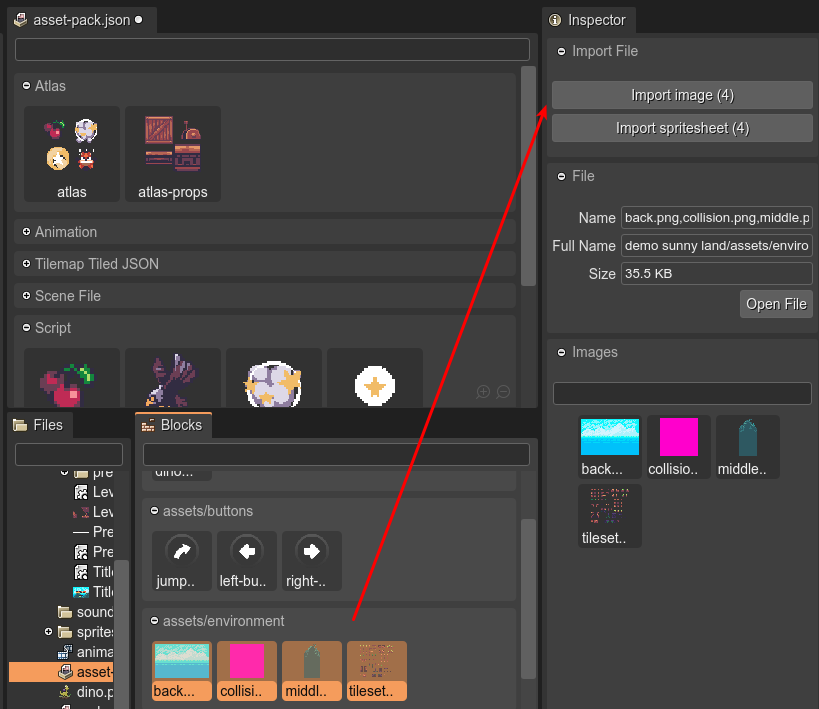 asset-pack.json
Atlas
atlas
atlas-props
Animation
Tilemap Tiled JSON
Scene File
Script
Files
pre
Lev
Lev
Pre
Pre
Title
Title
sound
sprites
anima
asset-
dino.p
Blocks
dino...
assets/buttons
jump..
left-bu..
right-..
assets/environment
back...
collisi..
middl..
tileset..
Inspector
Import File
Import image (4)
Import spritesheet (4)
File
Name
back.png,collision.png,middle.p
Full Name
demo sunny land/assets/enviro
Size
35.5 KB
Open File
Images
back...
collisio..
middle..
tileset..